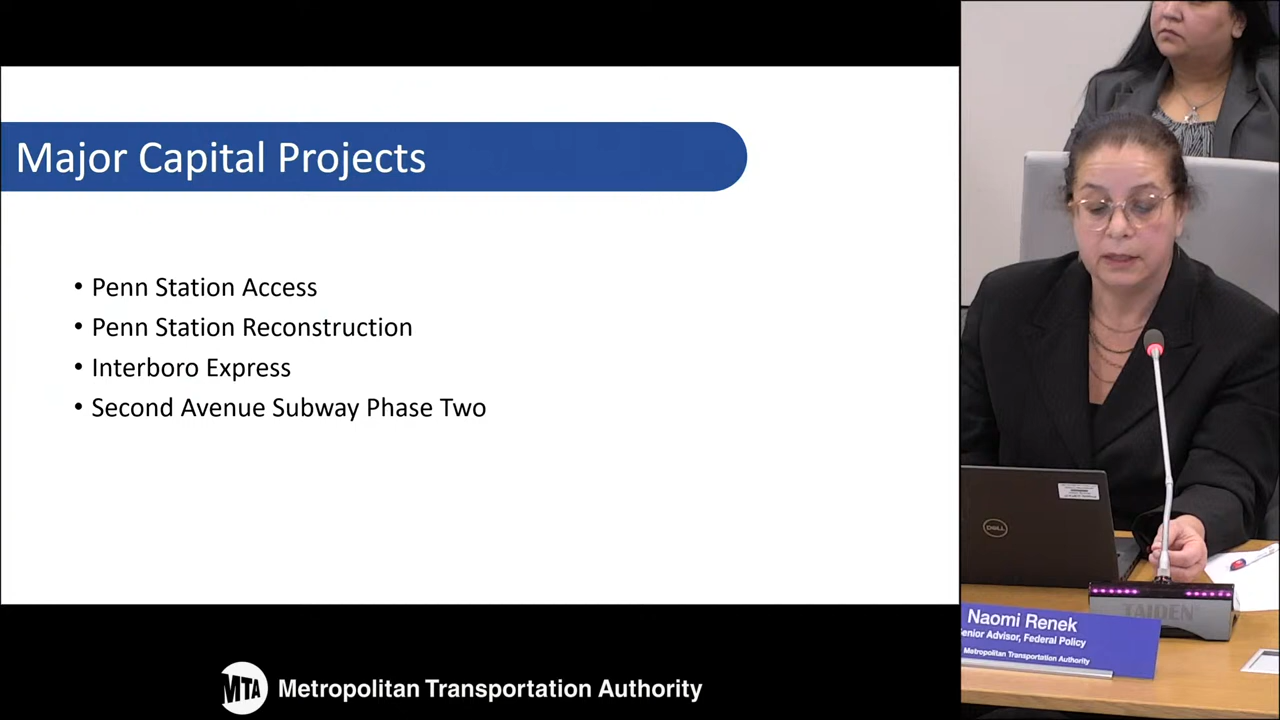 Major Capital Projects
• Penn Station Access
• Penn Station Reconstruction
• Interboro Express
• Second Avenue Subway Phase Two
MTA Metropolitan Transportation Authority
DELL
TAIDEN
Naomi Renek
Senior Advisor, Federal Policy
Metropolitan Transportation Authority